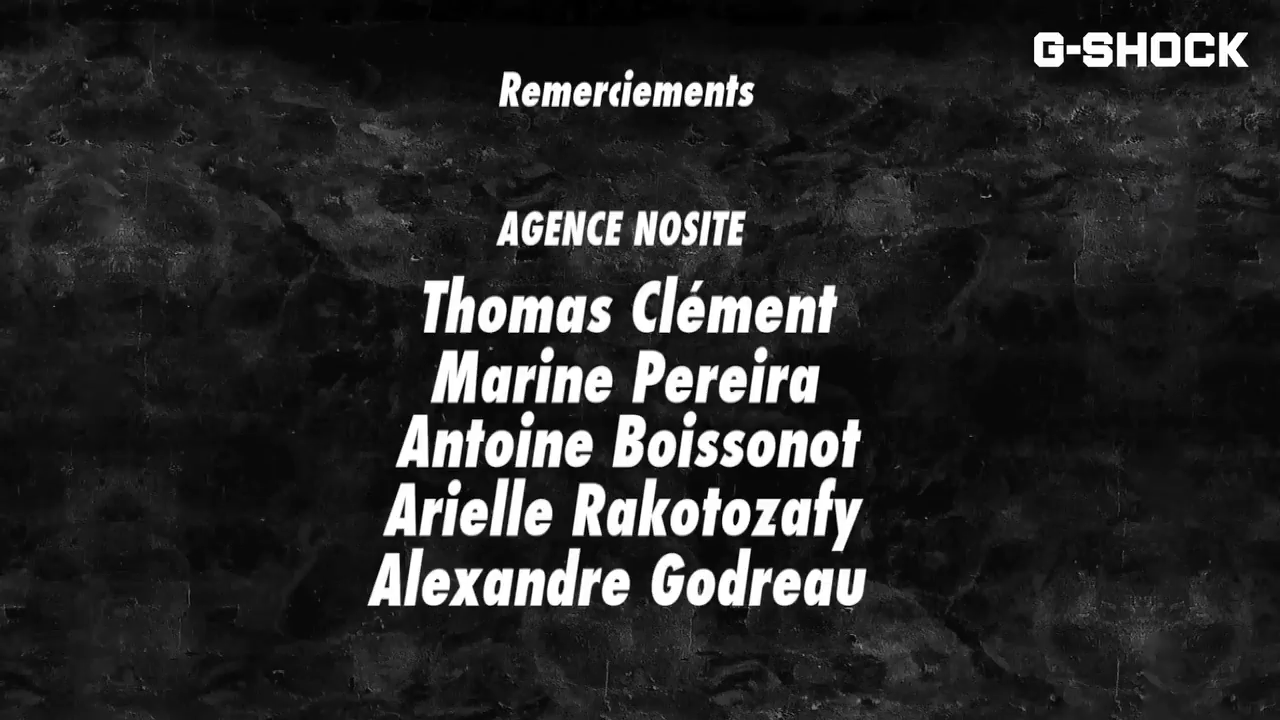 G-SHOCK
Remerciements
AGENCE NOSITE
Thomas Clément
Marine Pereira
Antoine Boissonot
Arielle Rakotozafy
Alexandre Godreau